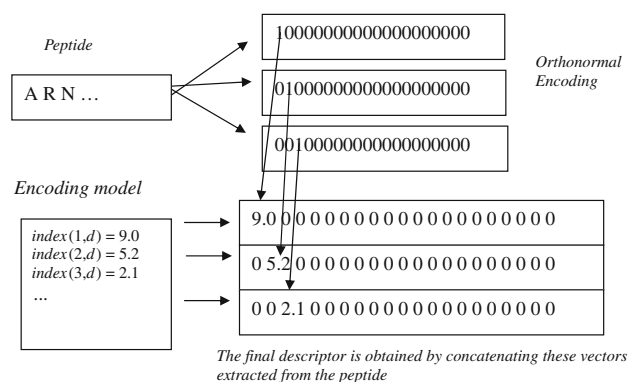 Peptide
A R N ...
10000000000000000000
01000000000000000000
00100000000000000000
Orthonormal
Encoding
Encoding model
index(1,d) = 9.0
index(2,d) = 5.2
index(3,d) = 2.1
...
9.0 0 0 0 0 0 0 0 0 0 0 0 0 0 0 0 0 0 0 0
0 5.2 0 0 0 0 0 0 0 0 0 0 0 0 0 0 0 0 0 0
0 0 2.1 0 0 0 0 0 0 0 0 0 0 0 0 0 0 0 0 0
The final descriptor is obtained by concatenating these vectors
extracted from the peptide